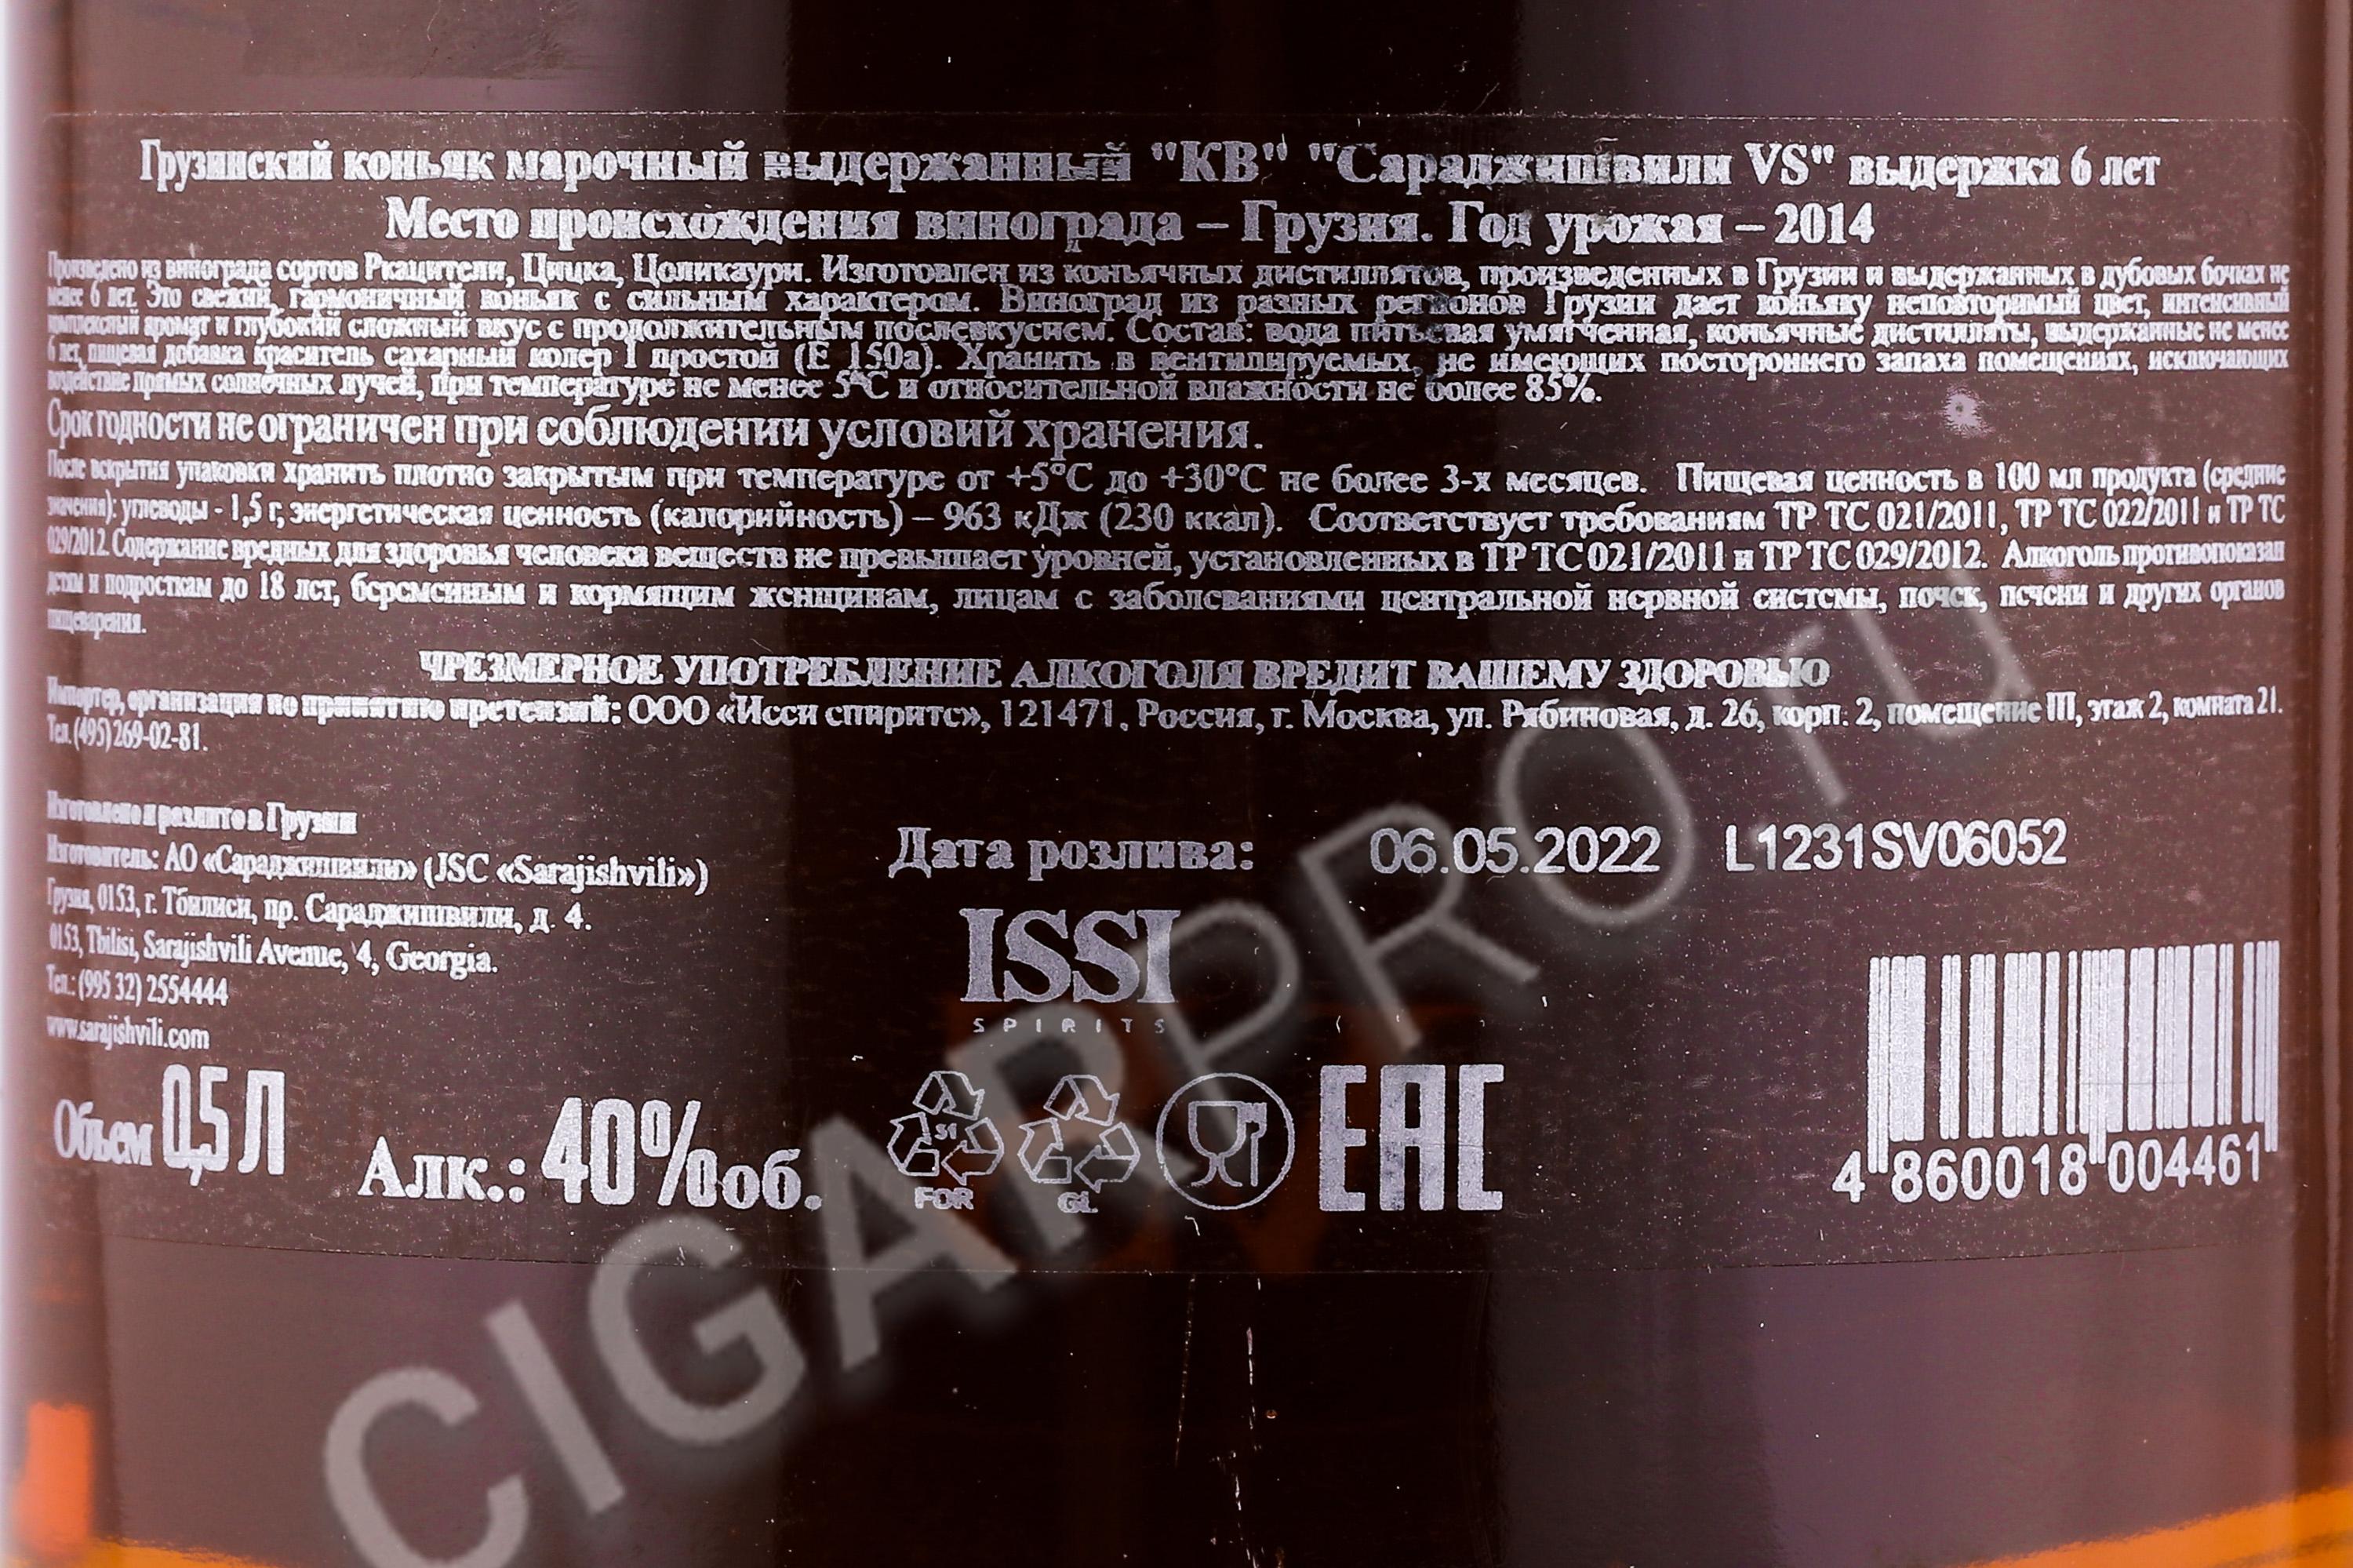 Грузинский коньяк марочный выдержанный "КВ" "Сараджишвили VS" выдержка 6 лет
Место происхождения винограда – Грузия. Год урожая – 2014
Произведено из винограда сортов Ркацители, Цицка, Цоликаури. Изготовлен из коньячных дистиллятов, произведенных в Грузии и выдержанных в дубовых бочках не
менее 6 лет. Это свежий, гармоничный коньяк с сильным характером. Виноград из разных регионов Грузии дает коньяку неповторимый цвет, интенсивный
комплексный аромат и глубокий сложный вкус с продолжительным послевкусием. Состав: вода питьевая умягченная, коньячные дистилляты, выдержанные не менее
6 лет, пищевая добавка краситель сахарный колер I простой (Е 150а). Хранить в вентилируемых, не имеющих постороннего запаха помещениях, исключающих
воздействие прямых солнечных лучей, при температуре не менее 5°С и относительной влажности не более 85%.
Срок годности не ограничен при соблюдении условий хранения.
После вскрытия упаковки хранить плотно закрытым при температуре от +5°С до +30°С не более 3-х месяцев. Пищевая ценность в 100 мл продукта (средние
значения): углеводы - 1,5 г, энергетическая ценность (калорийность) – 963 кДж (230 ккал). Соответствует требованиям ТР ТС 021/2011, ТР ТС 022/2011 и ТР ТС
029/2012. Содержание вредных для здоровья человека веществ не превышает уровней, установленных в ТР ТС 021/2011 и ТР ТС 029/2012. Алкоголь противопоказан
детям и подросткам до 18 лет, беременным и кормящим женщинам, лицам с заболеваниями центральной нервной системы, почек, печени и других органов
пищеварения.
ЧРЕЗМЕРНОЕ УПОТРЕБЛЕНИЕ АЛКОГОЛЯ ВРЕДИТ ВАШЕМУ ЗДОРОВЬЮ
Импортер, организация по принятию претензий: ООО «Исси спиритс», 121471, Россия, г. Москва, ул. Рябиновая, д. 26, корп. 2, помещение III, этаж 2, комната 21.
Тел. (495) 269-02-81.
Изготовлено и разлито в Грузии
Изготовитель: АО «Сараджишвили» (JSC «Sarajishvili»)
Грузия, 0153, г. Тбилиси, пр. Сараджишвили, д. 4.
0153, Tbilisi, Sarajishvili Avenue, 4, Georgia.
Тел.: (995 32) 2554444
www.sarajishvili.com
Дата розлива: 06.05.2022 L1231SV06052
ISSI
SPIRITS
Объем 0,5 Л
Алк.: 40%об.
51
FOR
GL
EAC
4 860018 004461
CIGARPRO.ru